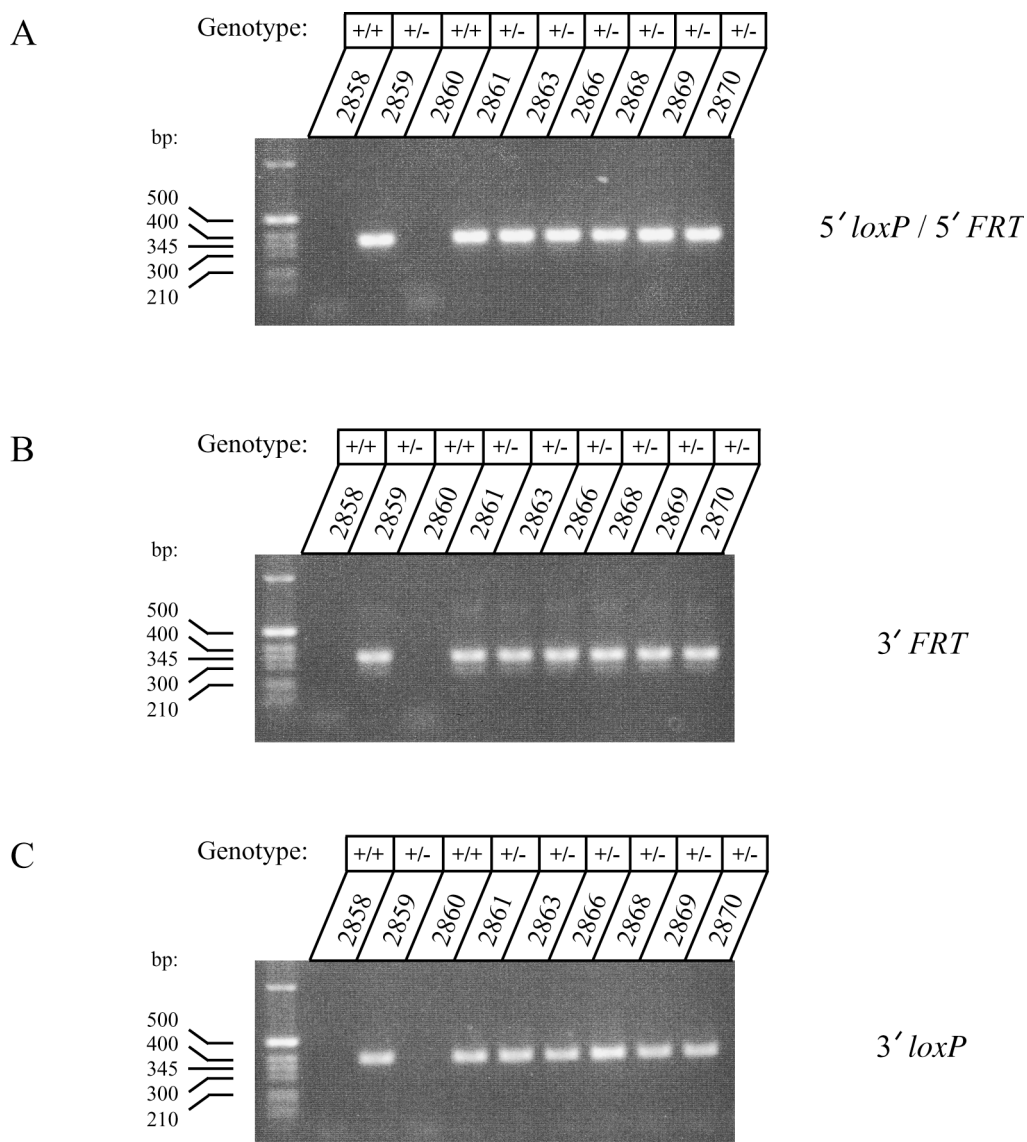 A
Genotype: +/+ +/- +/+ +/- +/- +/- +/- +/- +/-
2858 2859 2860 2861 2863 2866 2868 2869 2870
bp:
500
400
345
300
210
5′ loxP / 5′ FRT
B
Genotype: +/+ +/- +/+ +/- +/- +/- +/- +/- +/-
2858 2859 2860 2861 2863 2866 2868 2869 2870
bp:
500
400
345
300
210
3′ FRT
C
Genotype: +/+ +/- +/+ +/- +/- +/- +/- +/- +/-
2858 2859 2860 2861 2863 2866 2868 2869 2870
bp:
500
400
345
300
210
3′ loxP